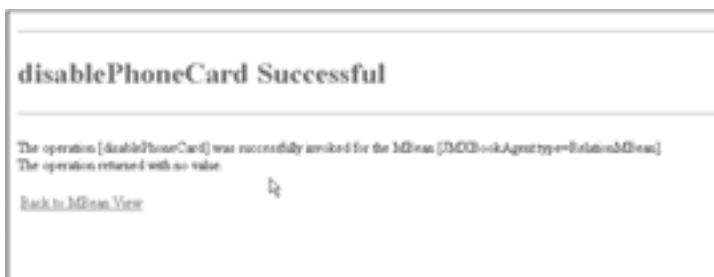 disablePhoneCard Successful
The operation [disablePhoneCard] was successfully invoked for the MBean [JMXBookAgent:type=RelationMBean].
The operation returned with no value.
Back to MBean View